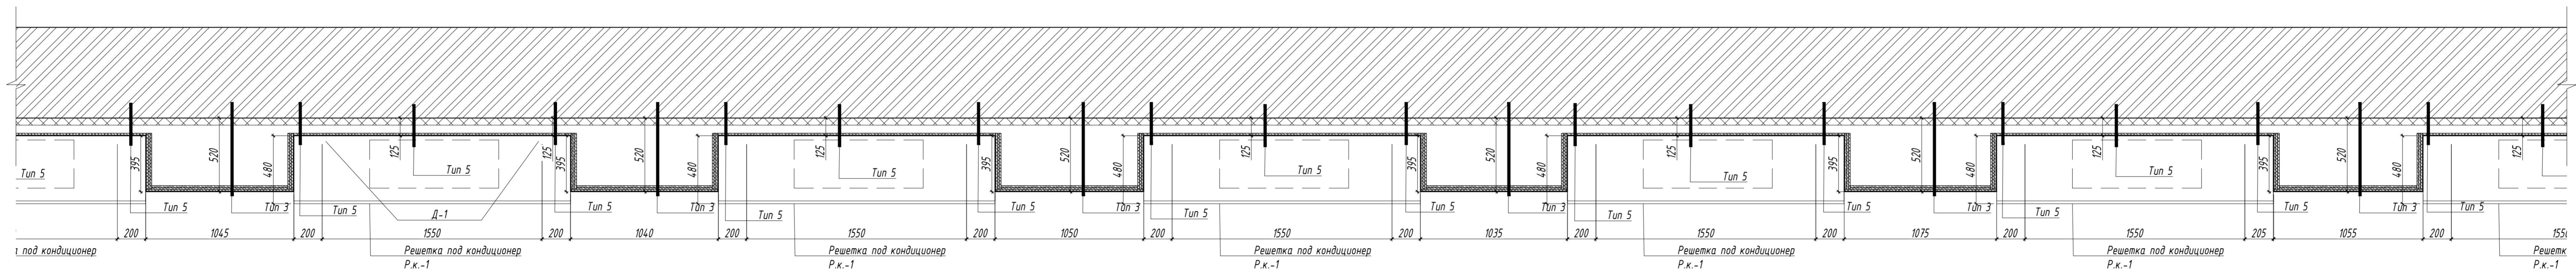 395 520 480 125 125 395 520 480 125 395 520 480 125 395 520 480 125 395 520 480 125 395 520 480 125
Тип 5 Тип 5 Тип 5 Тип 5 Тип 5 Тип 5
Тип 5 Тип 3 Тип 5 Д-1 Тип 5 Тип 3 Тип 5 Тип 5 Тип 3 Тип 5 Тип 5 Тип 3 Тип 5 Тип 5 Тип 3 Тип 5 Тип 5 Тип 3 Тип 5
200 1045 200 1550 200 1040 200 1550 200 1050 200 1550 200 1035 200 1550 200 1075 200 1550 205 1055 200 155
под кондиционер Решетка под кондиционер Решетка под кондиционер Решетка под кондиционер Решетка под кондиционер Решетка под кондиционер Решетк
Р.к.-1 Р.к.-1 Р.к.-1 Р.к.-1 Р.к.-1 Р.к.-1